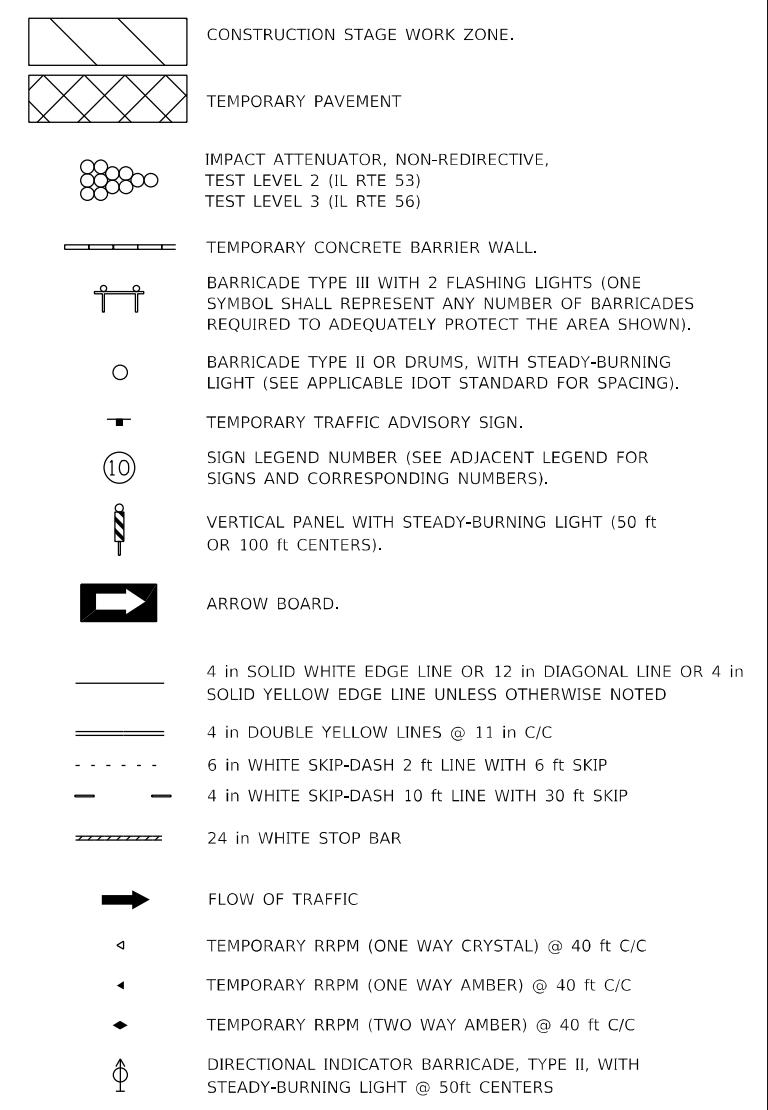 CONSTRUCTION STAGE WORK ZONE.
TEMPORARY PAVEMENT
IMPACT ATTENUATOR, NON-REDIRECTIVE,
TEST LEVEL 2 (IL RTE 53)
TEST LEVEL 3 (IL RTE 56)
TEMPORARY CONCRETE BARRIER WALL.
BARRICADE TYPE III WITH 2 FLASHING LIGHTS (ONE
SYMBOL SHALL REPRESENT ANY NUMBER OF BARRICADES
REQUIRED TO ADEQUATELY PROTECT THE AREA SHOWN).
BARRICADE TYPE II OR DRUMS, WITH STEADY-BURNING
LIGHT (SEE APPLICABLE IDOT STANDARD FOR SPACING).
TEMPORARY TRAFFIC ADVISORY SIGN.
10 SIGN LEGEND NUMBER (SEE ADJACENT LEGEND FOR
SIGNS AND CORRESPONDING NUMBERS).
VERTICAL PANEL WITH STEADY-BURNING LIGHT (50 ft
OR 100 ft CENTERS).
ARROW BOARD.
4 in SOLID WHITE EDGE LINE OR 12 in DIAGONAL LINE OR 4 in
SOLID YELLOW EDGE LINE UNLESS OTHERWISE NOTED
4 in DOUBLE YELLOW LINES @ 11 in C/C
6 in WHITE SKIP-DASH 2 ft LINE WITH 6 ft SKIP
4 in WHITE SKIP-DASH 10 ft LINE WITH 30 ft SKIP
24 in WHITE STOP BAR
FLOW OF TRAFFIC
TEMPORARY RRPM (ONE WAY CRYSTAL) @ 40 ft C/C
TEMPORARY RRPM (ONE WAY AMBER) @ 40 ft C/C
TEMPORARY RRPM (TWO WAY AMBER) @ 40 ft C/C
DIRECTIONAL INDICATOR BARRICADE, TYPE II, WITH
STEADY-BURNING LIGHT @ 50ft CENTERS